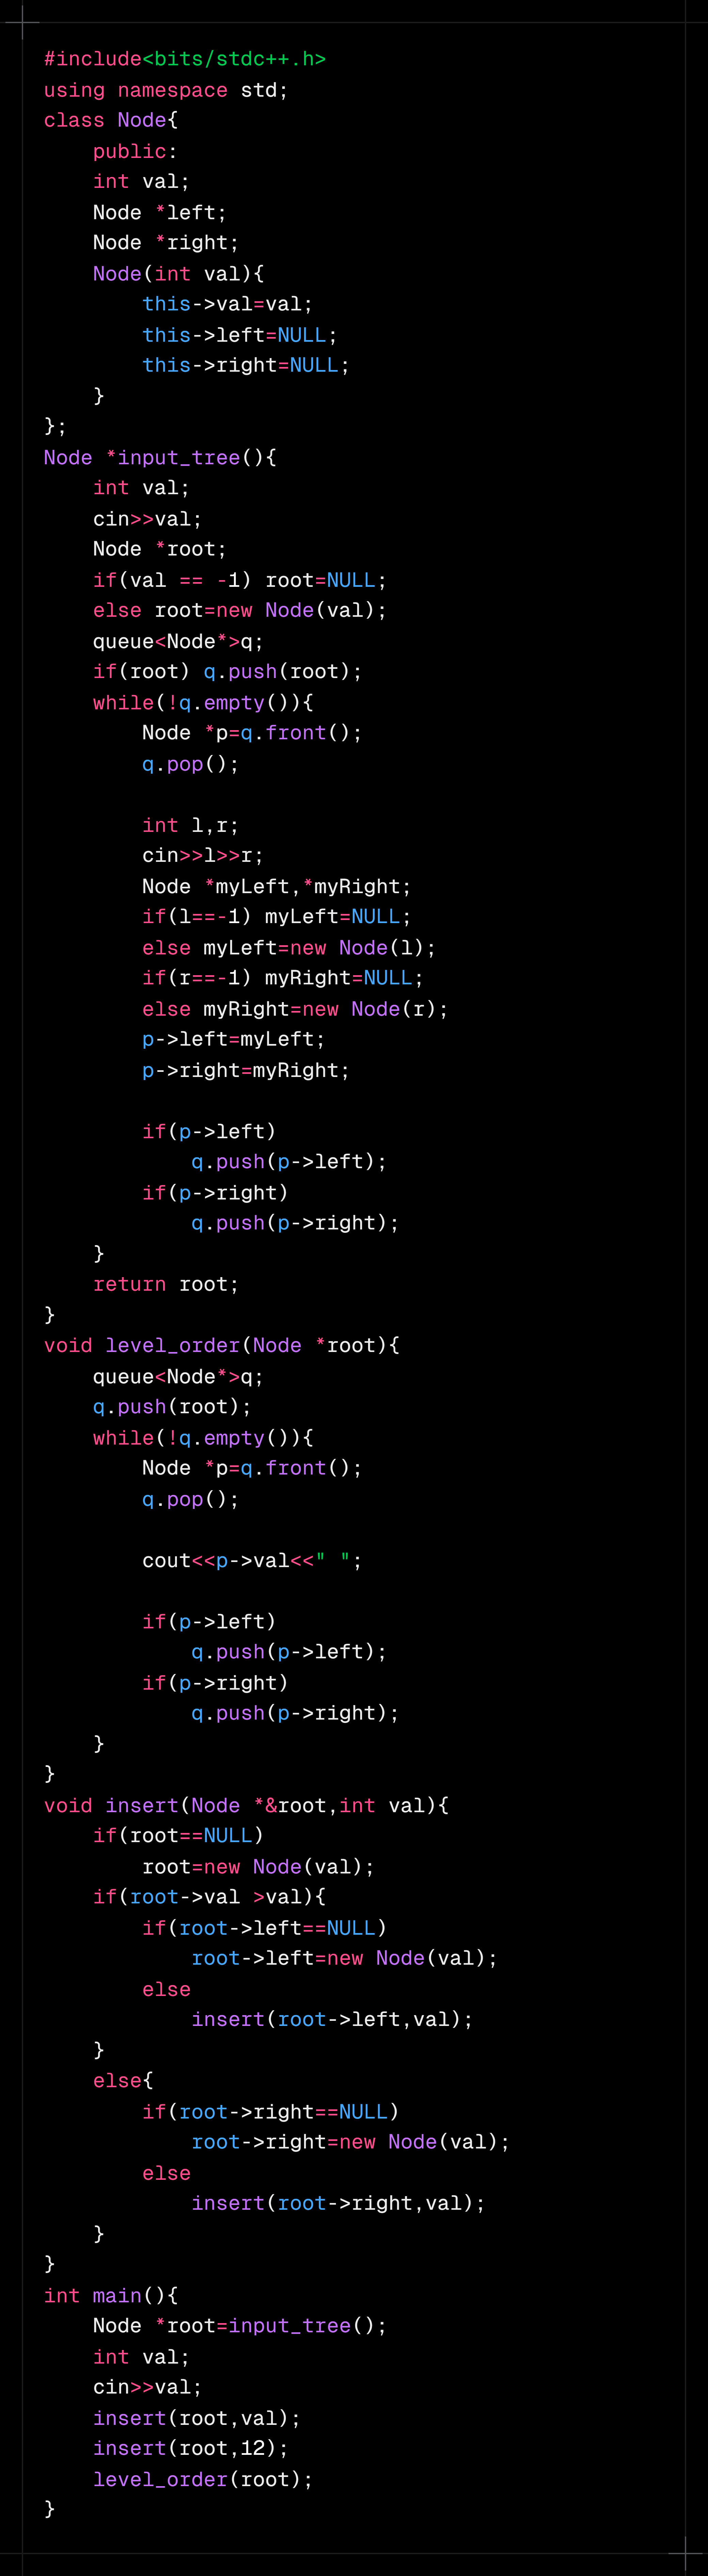 #include<bits/stdc++.h>
using namespace std;
class Node{
    public:
    int val;
    Node *left;
    Node *right;
    Node(int val){
        this->val=val;
        this->left=NULL;
        this->right=NULL;
    }
};
Node *input_tree(){
    int val;
    cin>>val;
    Node *root;
    if(val == -1) root=NULL;
    else root=new Node(val);
    queue<Node*>q;
    if(root) q.push(root);
    while(!q.empty()){
        Node *p=q.front();
        q.pop();

        int l,r;
        cin>>l>>r;
        Node *myLeft,*myRight;
        if(l==-1) myLeft=NULL;
        else myLeft=new Node(l);
        if(r==-1) myRight=NULL;
        else myRight=new Node(r);
        p->left=myLeft;
        p->right=myRight;

        if(p->left)
            q.push(p->left);
        if(p->right)
            q.push(p->right);
    }
    return root;
}
void level_order(Node *root){
    queue<Node*>q;
    q.push(root);
    while(!q.empty()){
        Node *p=q.front();
        q.pop();

        cout<<p->val<<" ";

        if(p->left)
            q.push(p->left);
        if(p->right)
            q.push(p->right);
    }
}
void insert(Node *&root,int val){
    if(root==NULL)
        root=new Node(val);
    if(root->val >val){
        if(root->left==NULL)
            root->left=new Node(val);
        else
            insert(root->left,val);
    }
    else{
        if(root->right==NULL)
            root->right=new Node(val);
        else
            insert(root->right,val);
    }
}
int main(){
    Node *root=input_tree();
    int val;
    cin>>val;
    insert(root,val);
    insert(root,12);
    level_order(root);
}